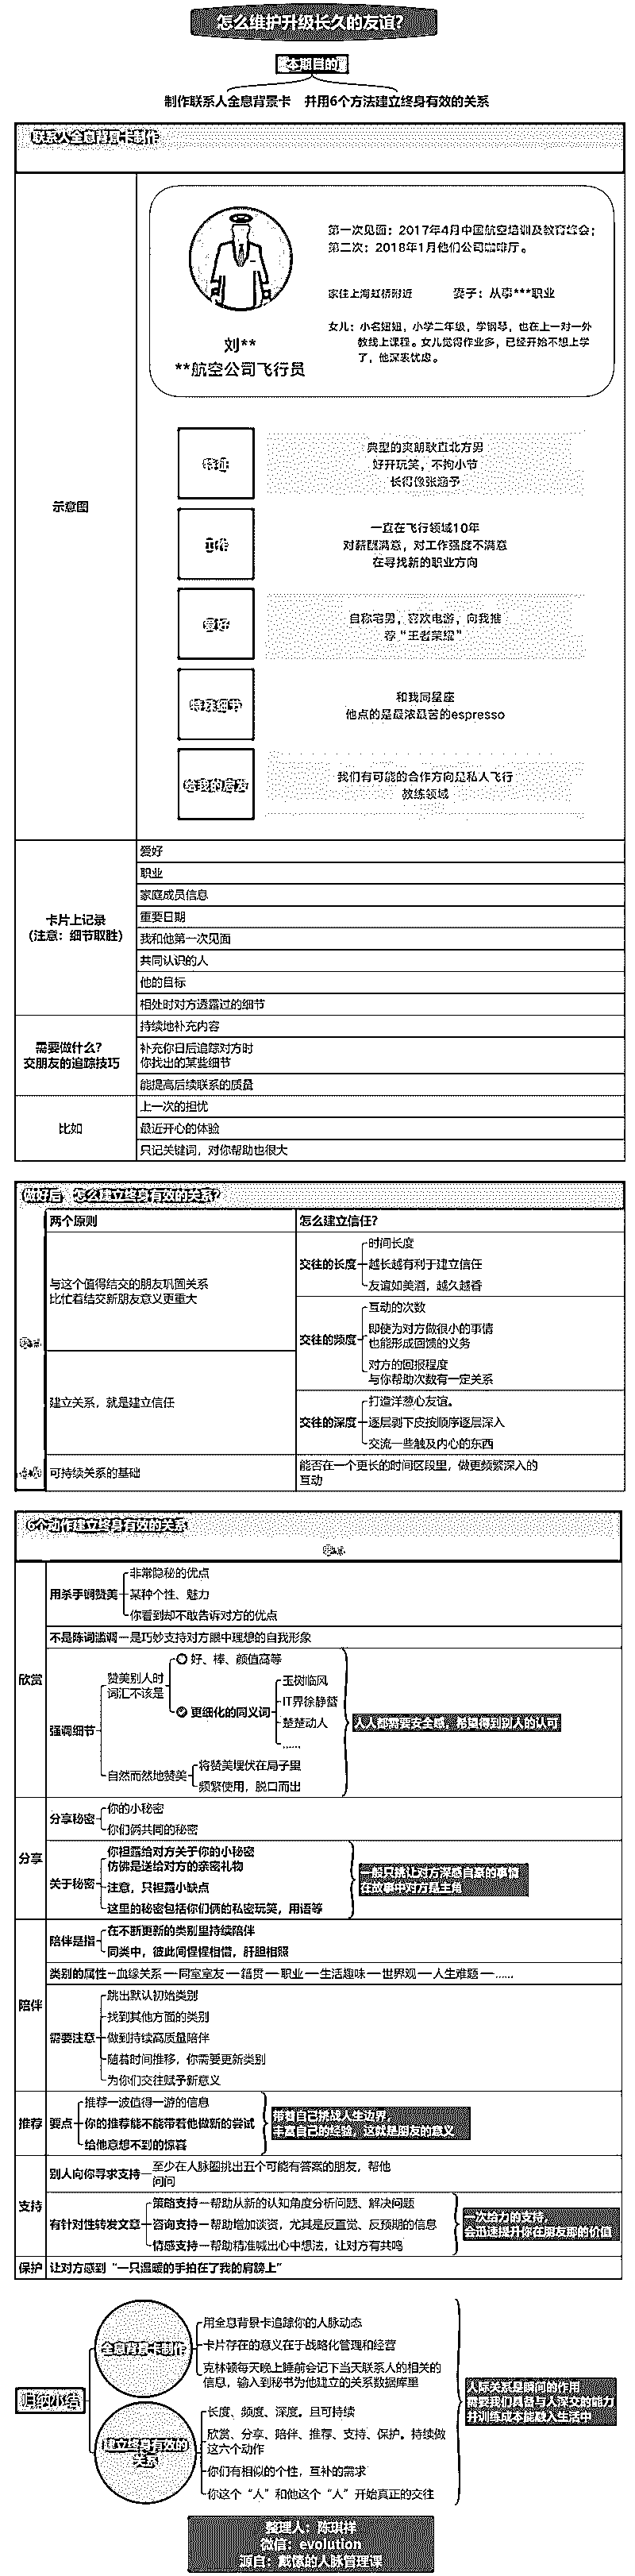 怎么维护升级长久的友谊?
本期目的
制作联系人全息背景卡 并用6个方法建立终身有效的关系
联系人全息背景卡制作
示意图
第一次见面：2017年4月中国航空培训及教育峰会；
第二次：2018年1月他们公司咖啡厅。
家住上海虹桥附近 妻子：从事***职业
女儿：小名妞妞，小学二年级，学钢琴，也在上一对一外
教线上课程。女儿觉得作业多，已经开始不想上学
了，他深表忧虑。
刘**
**航空公司飞行员
特征
典型的爽朗耿直北方男
好开玩笑，不拘小节
长得像张涵予
工作
一直在飞行领域10年
对薪酬满意，对工作强度不满意
在寻找新的职业方向
爱好
自称宅男，喜欢电游，向我推
荐“王者荣耀”
特殊细节
和我同星座
他点的是最浓最苦的espresso
给我的启发
我们有可能的合作方向是私人飞行
教练领域
卡片上记录
（注意：细节取胜）
爱好
职业
家庭成员信息
重要日期
我和他第一次见面
共同认识的人
他的目标
相处时对方透露过的细节
需要做什么?
交朋友的追踪技巧
持续地补充内容
补充你日后追踪对方时
你找出的某些细节
能提高后续联系的质量
比如
上一次的担忧
最近开心的体验
只记关键词，对你帮助也很大
做好后，怎么建立终身有效的关系?
两个原则
怎么建立信任?
与这个值得结交的朋友巩固关系
比忙着结交新朋友意义更重大
建立关系，就是建立信任
交往的长度
时间长度
越长越有利于建立信任
友谊如美酒，越久越香
交往的频度
互动的次数
即使为对方做很小的事情
也能形成回馈的义务
对方的回报程度
与你帮助次数有一定关系
交往的深度
打造洋葱心友谊。
逐层剥下皮按顺序逐层深入
交流一些触及内心的东西
可持续关系的基础
能否在一个更长的时间区段里，做更频繁深入的
互动
6个动作建立终身有效的关系
欣赏
用杀手锏赞美
非常隐秘的优点
某种个性、魅力
你看到却不敢告诉对方的优点
不是陈词滥调
是巧妙支持对方眼中理想的自我形象
强调细节
赞美别人时
词汇不该是
好、棒、颜值高等
更细化的同义词
玉树临风
IT界徐静蕾
楚楚动人
......
自然而然地赞美
将赞美埋伏在局子里
频繁使用，脱口而出
人人都需要安全感，希望得到别人的认可
分享
分享秘密
你的小秘密
你们俩共同的秘密
关于秘密
你袒露给对方关于你的小秘密
仿佛是送给对方的亲密礼物
注意，只袒露小缺点
这里的秘密包括你们俩的私密玩笑，用语等
一般只挑让对方深感自豪的事情
在故事中对方是主角
陪伴
陪伴是指
在不断更新的类别里持续陪伴
同类中，彼此间惺惺相惜，肝胆相照
类别的属性
血缘关系
同室室友
籍贯
职业
生活趣味
世界观
人生难题
......
需要注意
跳出默认初始类别
找到其他方面的类别
做到持续高质量陪伴
随着时间推移，你需要更新类别
为你们交往赋予新意义
推荐
要点
推荐一波值得一游的信息
你的推荐能不能带着他做新的尝试
给他意想不到的惊喜
带着自己挑战人生边界，
丰富自己的经验，这就是朋友的意义
支持
别人向你寻求支持
至少在人脉圈挑出五个可能有答案的朋友，帮他
问问
有针对性转发文章
策略支持
帮助从新的认知角度分析问题、解决问题
咨询支持
帮助增加谈资，尤其是反直觉、反预期的信息
情感支持
帮助精准喊出心中想法，让对方有共鸣
一次给力的支持，
会迅速提升你在朋友那的价值
保护
让对方感到“一只温暖的手拍在了我的肩膀上”
归纳小结
全息背景卡制作
用全息背景卡追踪你的人脉动态
卡片存在的意义在于战略化管理和经营
克林顿每天晚上睡前会记下当天联系人的相关的
信息，输入到秘书为他建立的关系数据库里
建立终身有效的
关系
长度、频度、深度。且可持续
欣赏、分享、陪伴、推荐、支持、保护。持续做
这六个动作
你们有相似的个性，互补的需求
你这个“人”和他这个“人”开始真正的交往
人际关系是瞬间的作用
需要我们具备与人深交的能力
并训练成本能融入生活中
整理人：陈琪祥
微信：evolution
源自：戴愫的人脉管理课